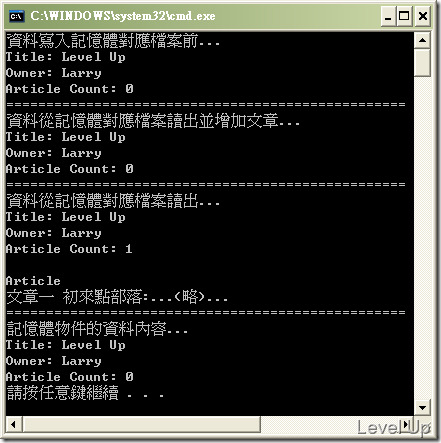 C:\WINDOWS\system32\cmd.exe
資料寫入記憶體對應檔案前...
Title: Level Up
Owner: Larry
Article Count: 0
==================================================
資料從記憶體對應檔案讀出並增加文章...
Title: Level Up
Owner: Larry
Article Count: 0
==================================================
資料從記憶體對應檔案讀出...
Title: Level Up
Owner: Larry
Article Count: 1
Article
文章一 初來點部落:...(略)...
==================================================
記憶體物件的資料內容...
Title: Level Up
Owner: Larry
Article Count: 0
請按任意鍵繼續 . . .
Level Up